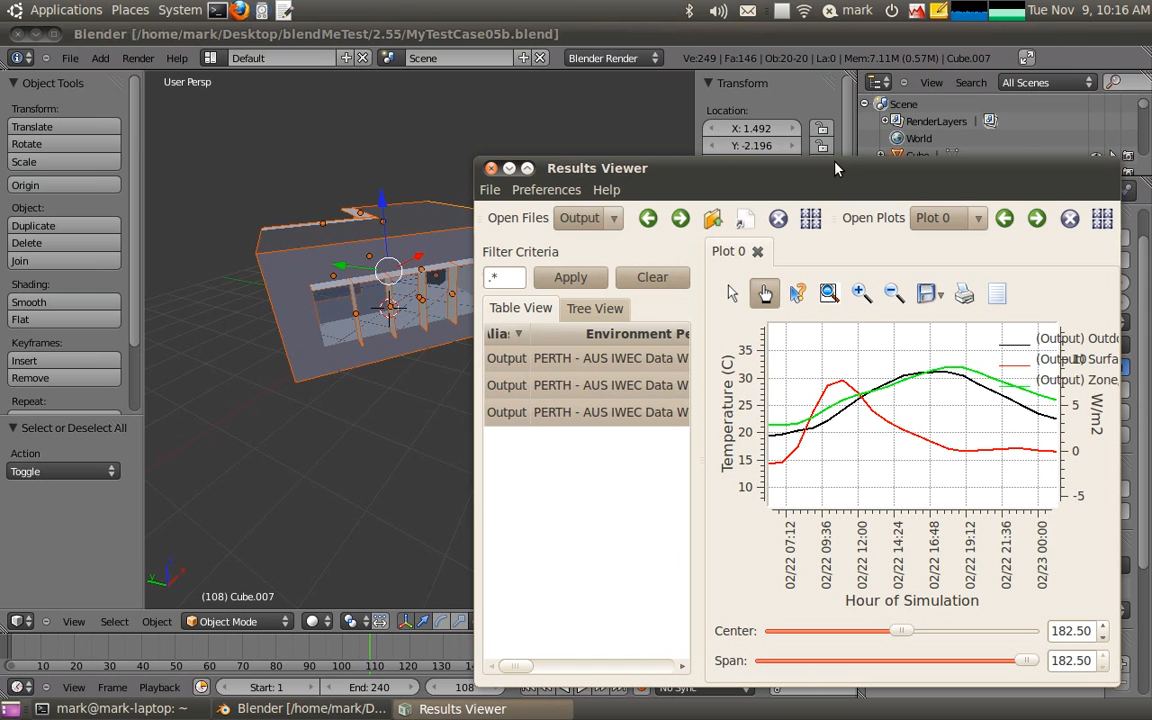 Applications Places System mark Tue Nov 9, 10:16 AM
Blender [/home/mark/Desktop/blendMeTest/2.55/MyTestCase05b.blend]
File Add Render Help Default Scene Blender Render Ve:249 | Fa:146 | Ob:20-20 | La:0 | Mem:7.11M (0.57M) | Cube.007
Object Tools
Transform:
Translate
Rotate
Scale
Origin
Object:
Duplicate
Delete
Join
Shading:
Smooth
Flat
Keyframes:
Insert
Remove
Repeat:
Select or Deselect All
Action
Toggle
User Persp
z
y
x
(108) Cube.007
Transform
Location:
X: 1.492
Y: -2.196
View Search All Scenes
Scene
RenderLayers
World
Results Viewer
File Preferences Help
Open Files Output
Open Plots Plot 0
Filter Criteria
.*
Apply
Clear
Table View Tree View
lias Environment Pe
Output PERTH - AUS IWEC Data W
Output PERTH - AUS IWEC Data W
Output PERTH - AUS IWEC Data W
Plot 0
Temperature (C)
35
30
25
20
15
10
(Output) Outdo
(Output) Surfa
(Output) Zone,
10
5
0
-5
W/m2
02/22 07:12
02/22 09:36
02/22 12:00
02/22 14:24
02/22 16:48
02/22 19:12
02/22 21:36
02/23 00:00
Hour of Simulation
Center: 182.50
Span: 182.50
View Select Object Object Mode
10 20 30 40 50 60 70 80 90 100 110 120 130 140
View Frame Playback Start: 1 End: 240 108 No Sync
mark@mark-laptop: ~
Blender [/home/mark/D...
Results Viewer